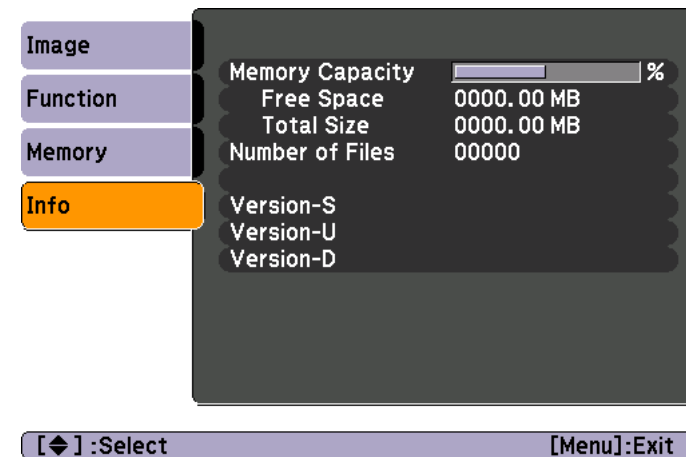 Image
Function
Memory
Info
Memory Capacity %
Free Space 0000.00 MB
Total Size 0000.00 MB
Number of Files 00000
Version-S
Version-U
Version-D
[◆] :Select [Menu]:Exit